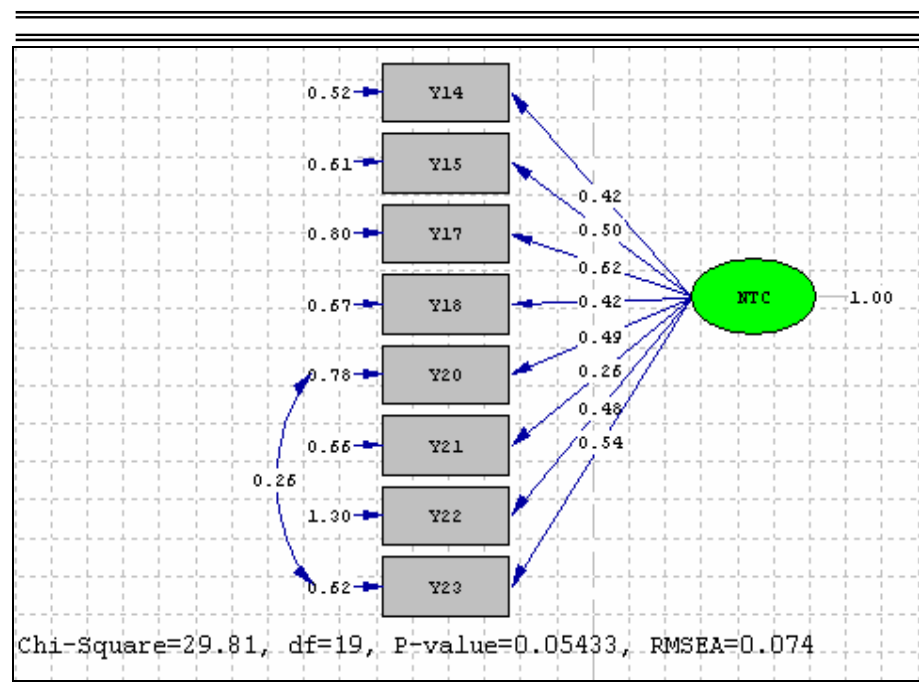 0.52 Y14
0.61 Y15
0.42
0.50
0.80 Y17
0.62
0.67 Y18 0.42 NTC 1.00
0.49
0.78 Y20 0.26
0.48
0.66 Y21 0.54
0.26
1.30 Y22
0.62 Y23
Chi-Square=29.81, df=19, P-value=0.05433, RMSEA=0.074